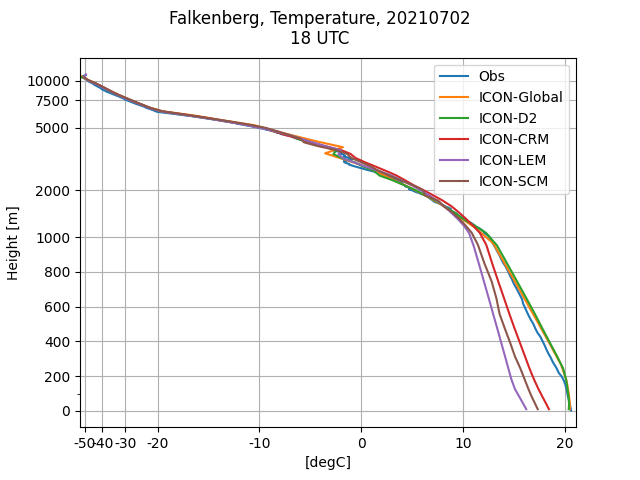 Falkenberg, Temperature, 20210702
18 UTC
Obs
ICON-Global
ICON-D2
ICON-CRM
ICON-LEM
ICON-SCM
Height [m]
10000
7500
5000
2000
1000
800
600
400
200
0
-50 -40 -30 -20 -10 0 10 20
[degC]